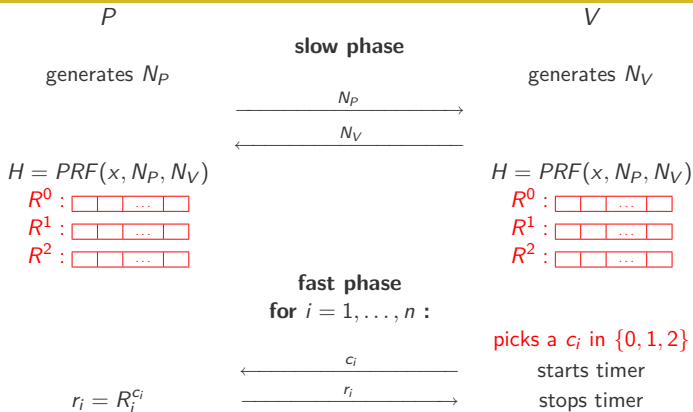 P V
slow phase
generates N_P generates N_V
N_P
N_V
H = PRF(x, N_P, N_V) H = PRF(x, N_P, N_V)
R^0 : ... R^0 : ...
R^1 : ... R^1 : ...
R^2 : ... R^2 : ...
fast phase
for i = 1, . . . , n :
picks a c_i in {0, 1, 2}
c_i starts timer
r_i = R_i^{c_i} r_i stops timer